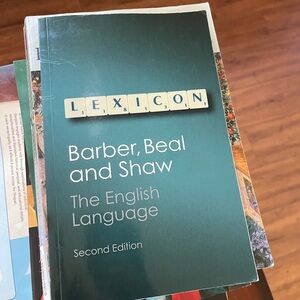 LEXICON
Barber, Beal
and Shaw
The English
Language
Second Edition